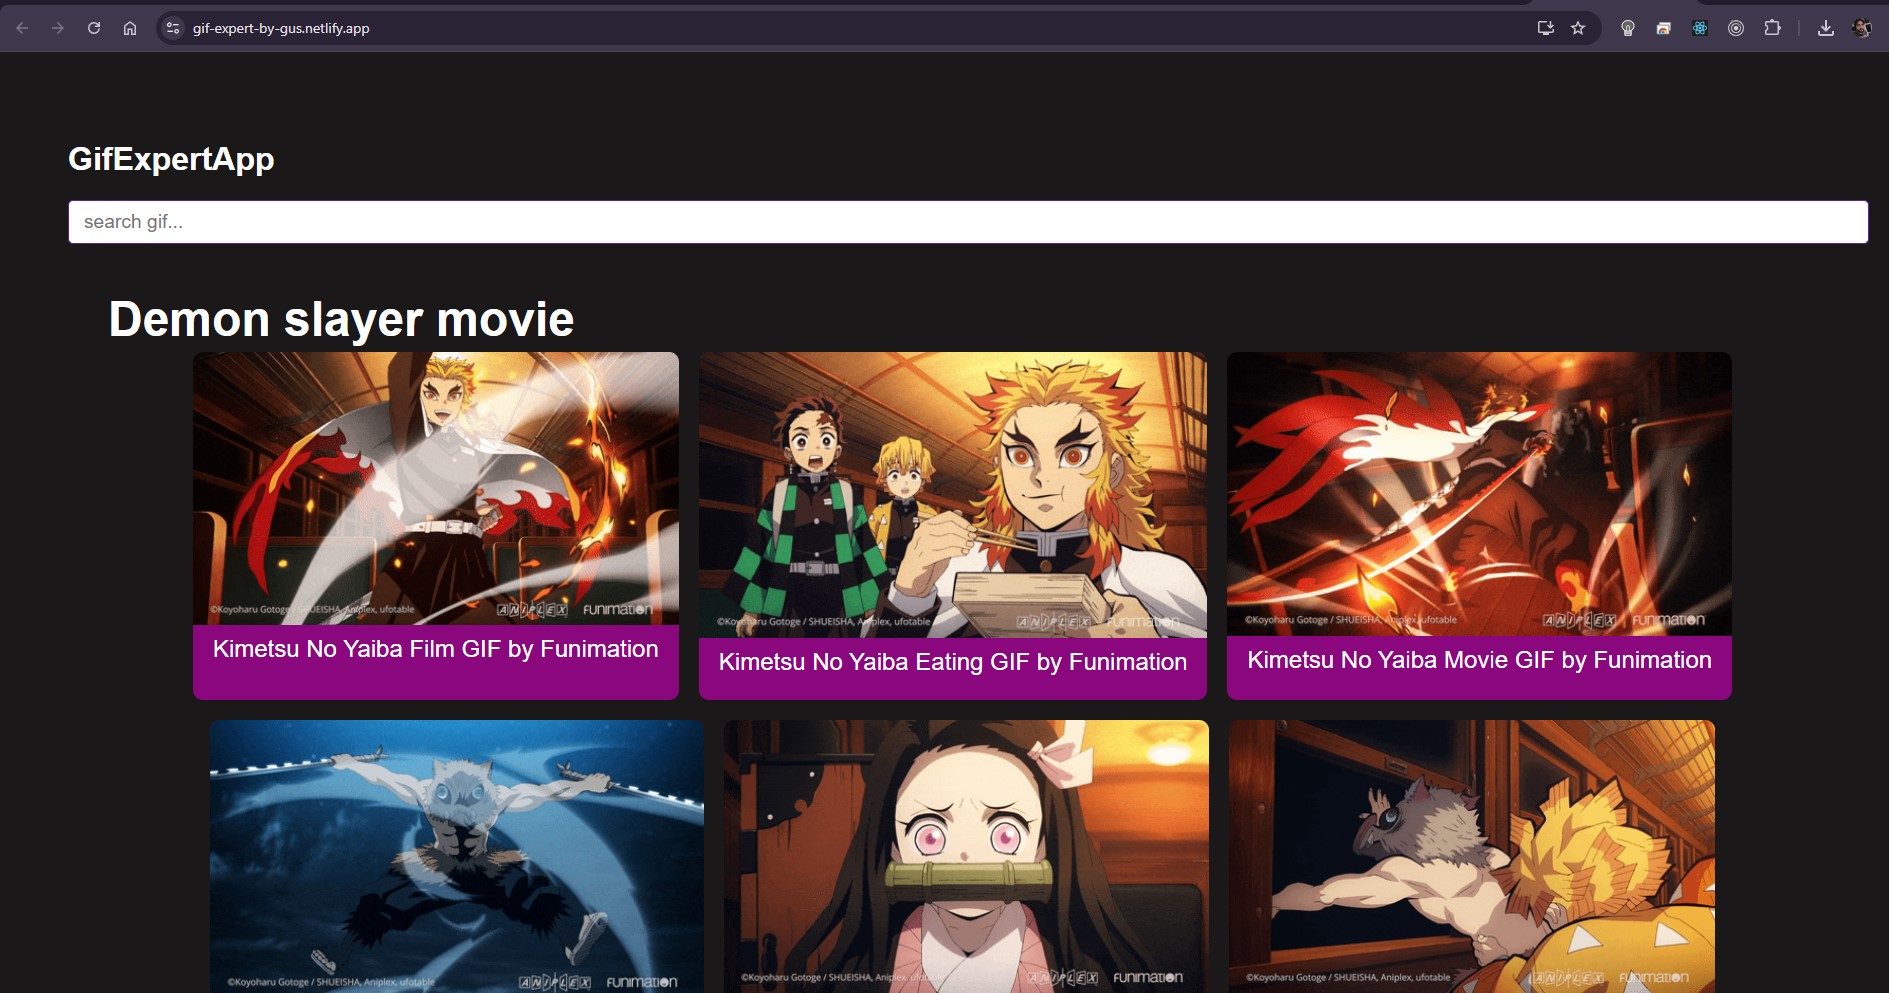 gif-expert-by-gus.netlify.app
GifExpertApp
search gif...
Demon slayer movie
©Koyoharu Gotoge / SHUEISHA, Aniplex, ufotable ANIPLEX FUNIMATION
©Koyoharu Gotoge / SHUEISHA, Aniplex, ufotable ANIPLEX FUNIMATION
©Koyoharu Gotoge / SHUEISHA, Aniplex, ufotable ANIPLEX FUNIMATION
Kimetsu No Yaiba Film GIF by Funimation
Kimetsu No Yaiba Eating GIF by Funimation
Kimetsu No Yaiba Movie GIF by Funimation
©Koyoharu Gotoge / SHUEISHA, Aniplex, ufotable ANIPLEX FUNIMATION
©Koyoharu Gotoge / SHUEISHA, Aniplex, ufotable ANIPLEX FUNIMATION
©Koyoharu Gotoge / SHUEISHA, Aniplex, ufotable ANIPLEX FUNIMATION